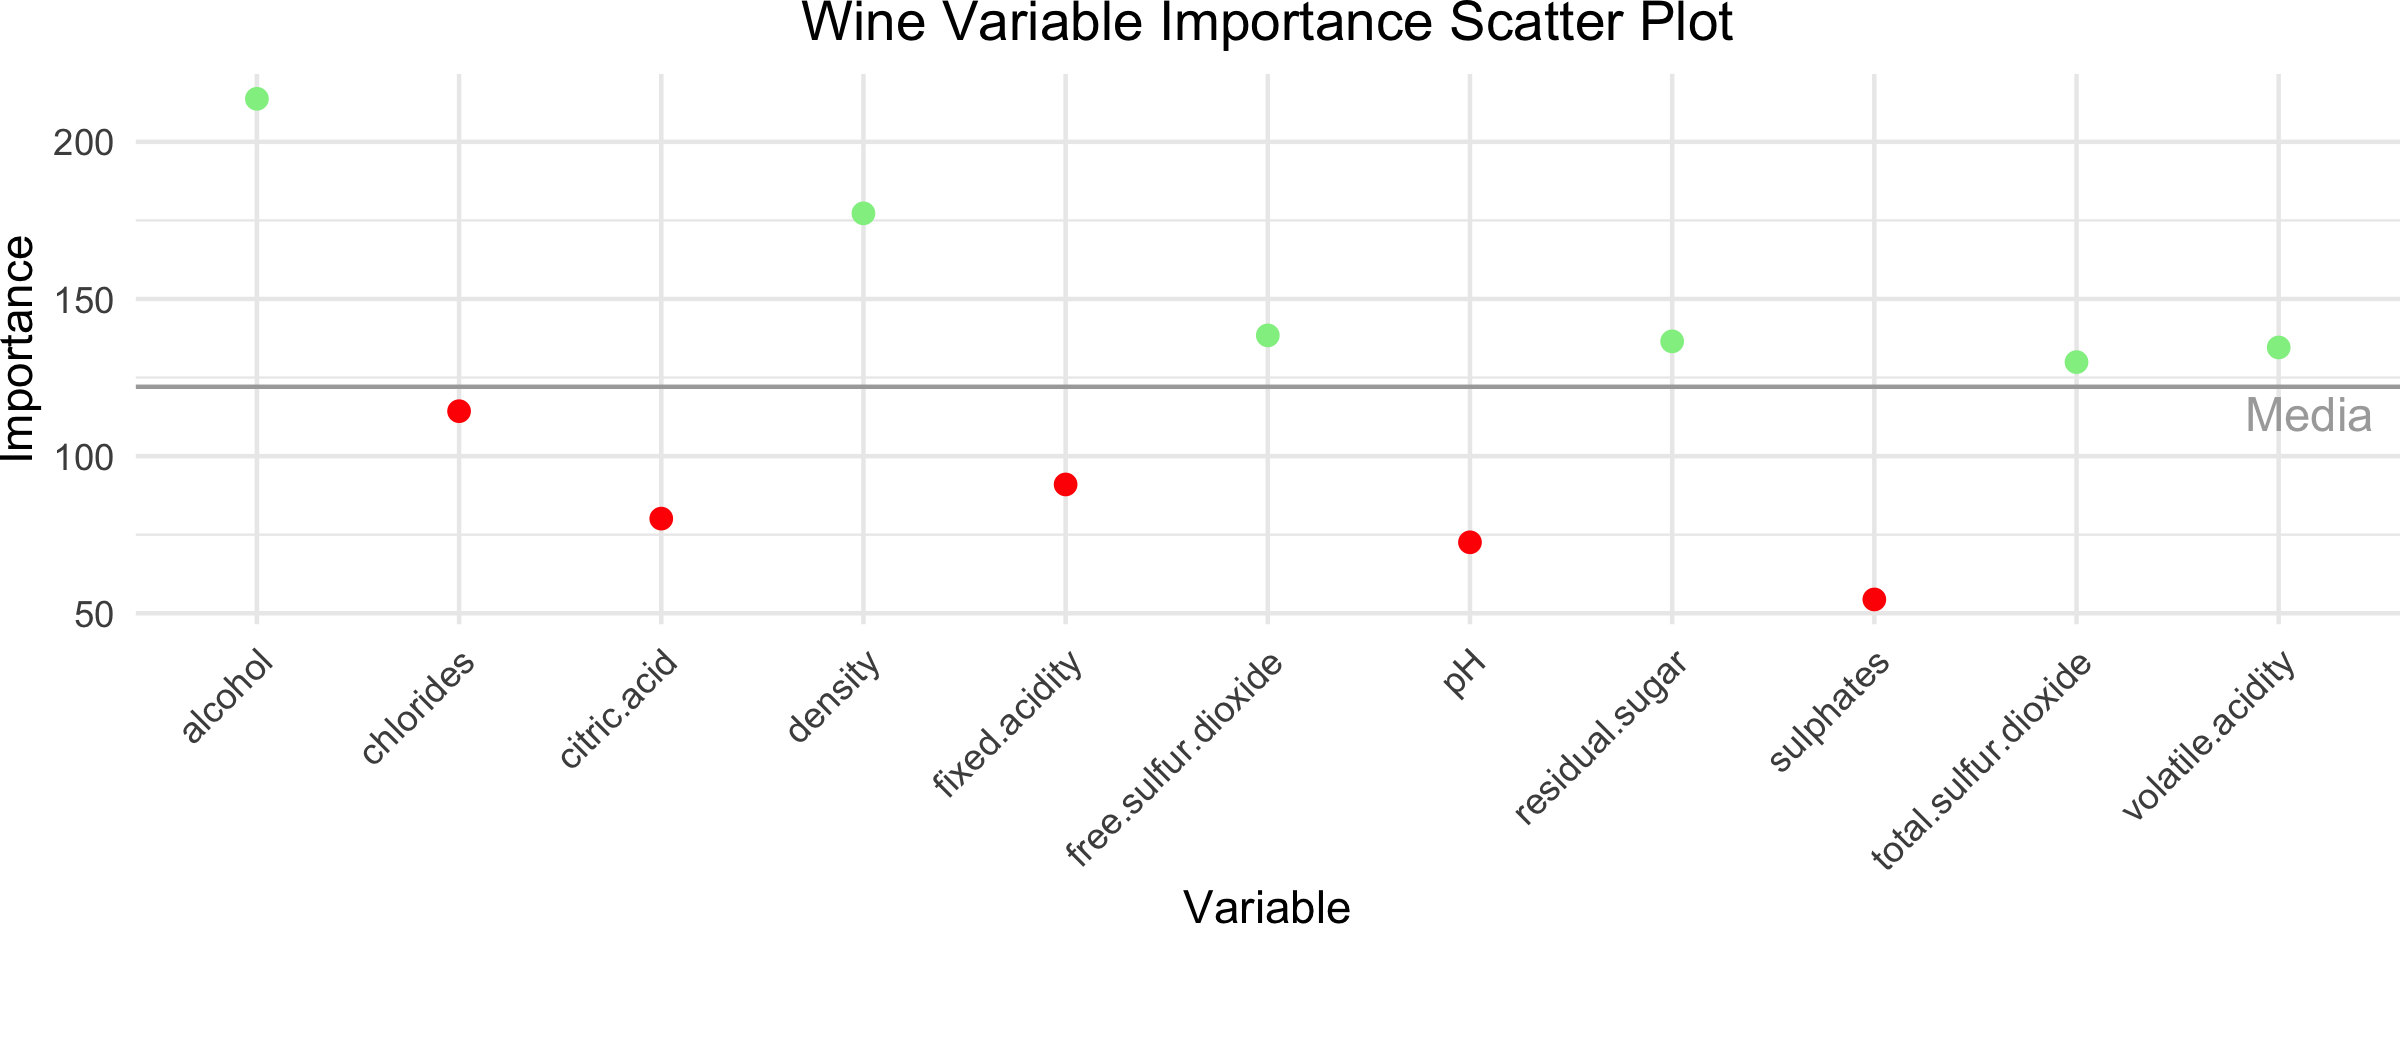 Wine Variable Importance Scatter Plot
Importance
200
150
100
50
Media
alcohol
chlorides
citric.acid
density
fixed.acidity
free.sulfur.dioxide
pH
residual.sugar
sulphates
total.sulfur.dioxide
volatile.acidity
Variable